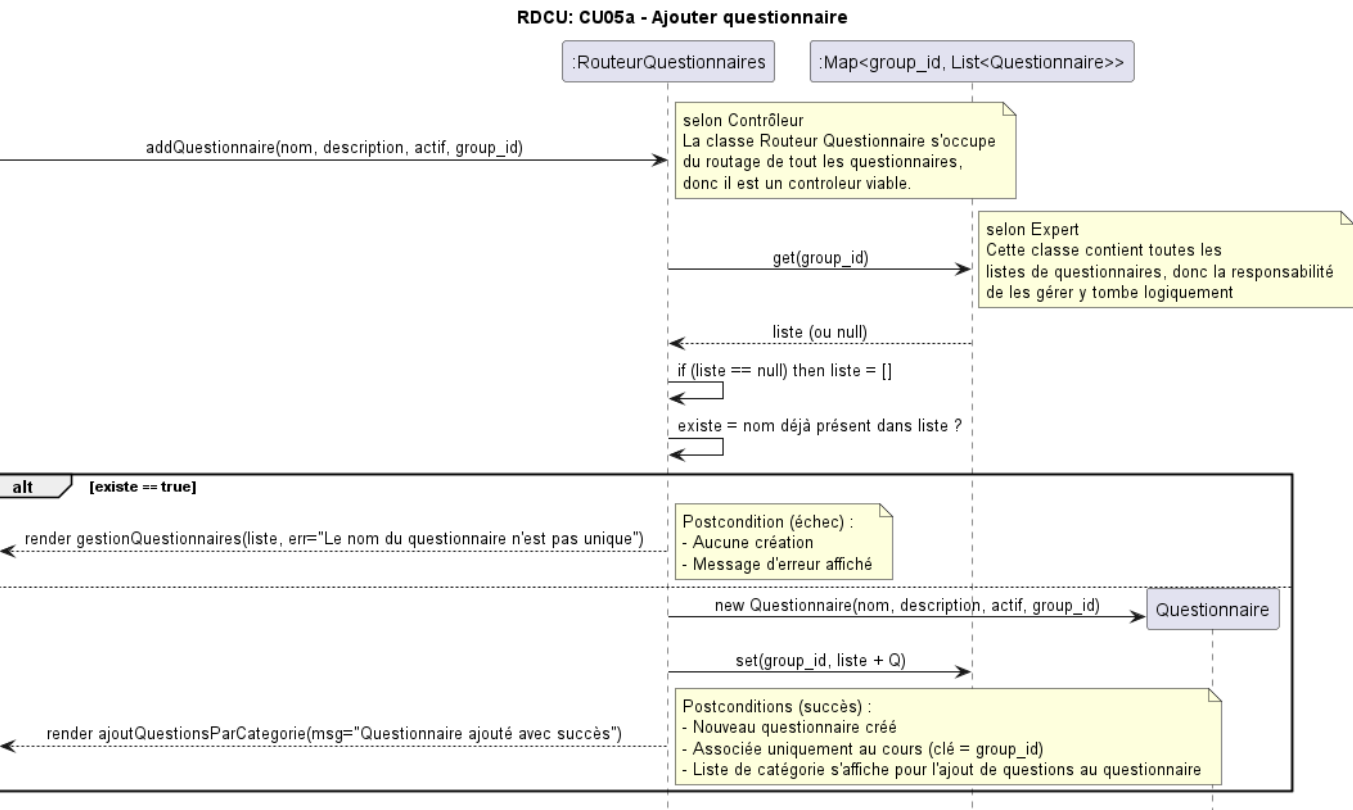 RDCU: CU05a - Ajouter questionnaire
:RouteurQuestionnaires
:Map<group_id, List<Questionnaire>>
selon Contrôleur
La classe Routeur Questionnaire s'occupe
du routage de tout les questionnaires,
donc il est un controleur viable.
addQuestionnaire(nom, description, actif, group_id)
selon Expert
Cette classe contient toutes les
listes de questionnaires, donc la responsabilité
de les gérer y tombe logiquement
get(group_id)
liste (ou null)
if (liste == null) then liste = []
existe = nom déjà présent dans liste ?
alt
[existe == true]
render gestionQuestionnaires(liste, err="Le nom du questionnaire n'est pas unique")
Postcondition (échec) :
- Aucune création
- Message d'erreur affiché
new Questionnaire(nom, description, actif, group_id)
Questionnaire
set(group_id, liste + Q)
render ajoutQuestionsParCategorie(msg="Questionnaire ajouté avec succès")
Postconditions (succès) :
- Nouveau questionnaire créé
- Associée uniquement au cours (clé = group_id)
- Liste de catégorie s'affiche pour l'ajout de questions au questionnaire